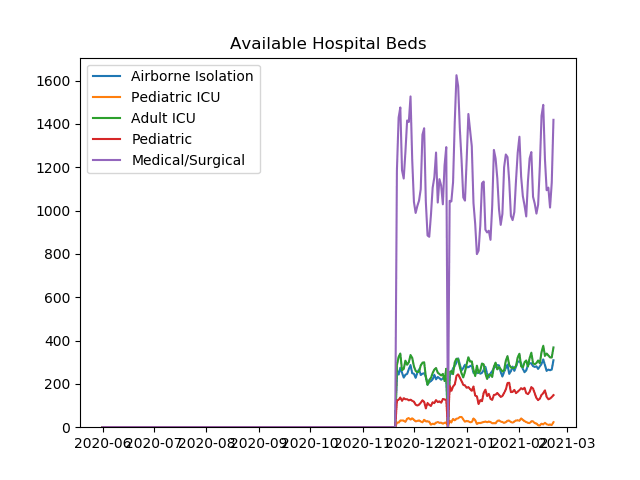 Available Hospital Beds
Airborne Isolation
Pediatric ICU
Adult ICU
Pediatric
Medical/Surgical
1600
1400
1200
1000
800
600
400
200
0
2020-06 2020-07 2020-08 2020-09 2020-10 2020-11 2020-12 2021-01 2021-02 2021-03